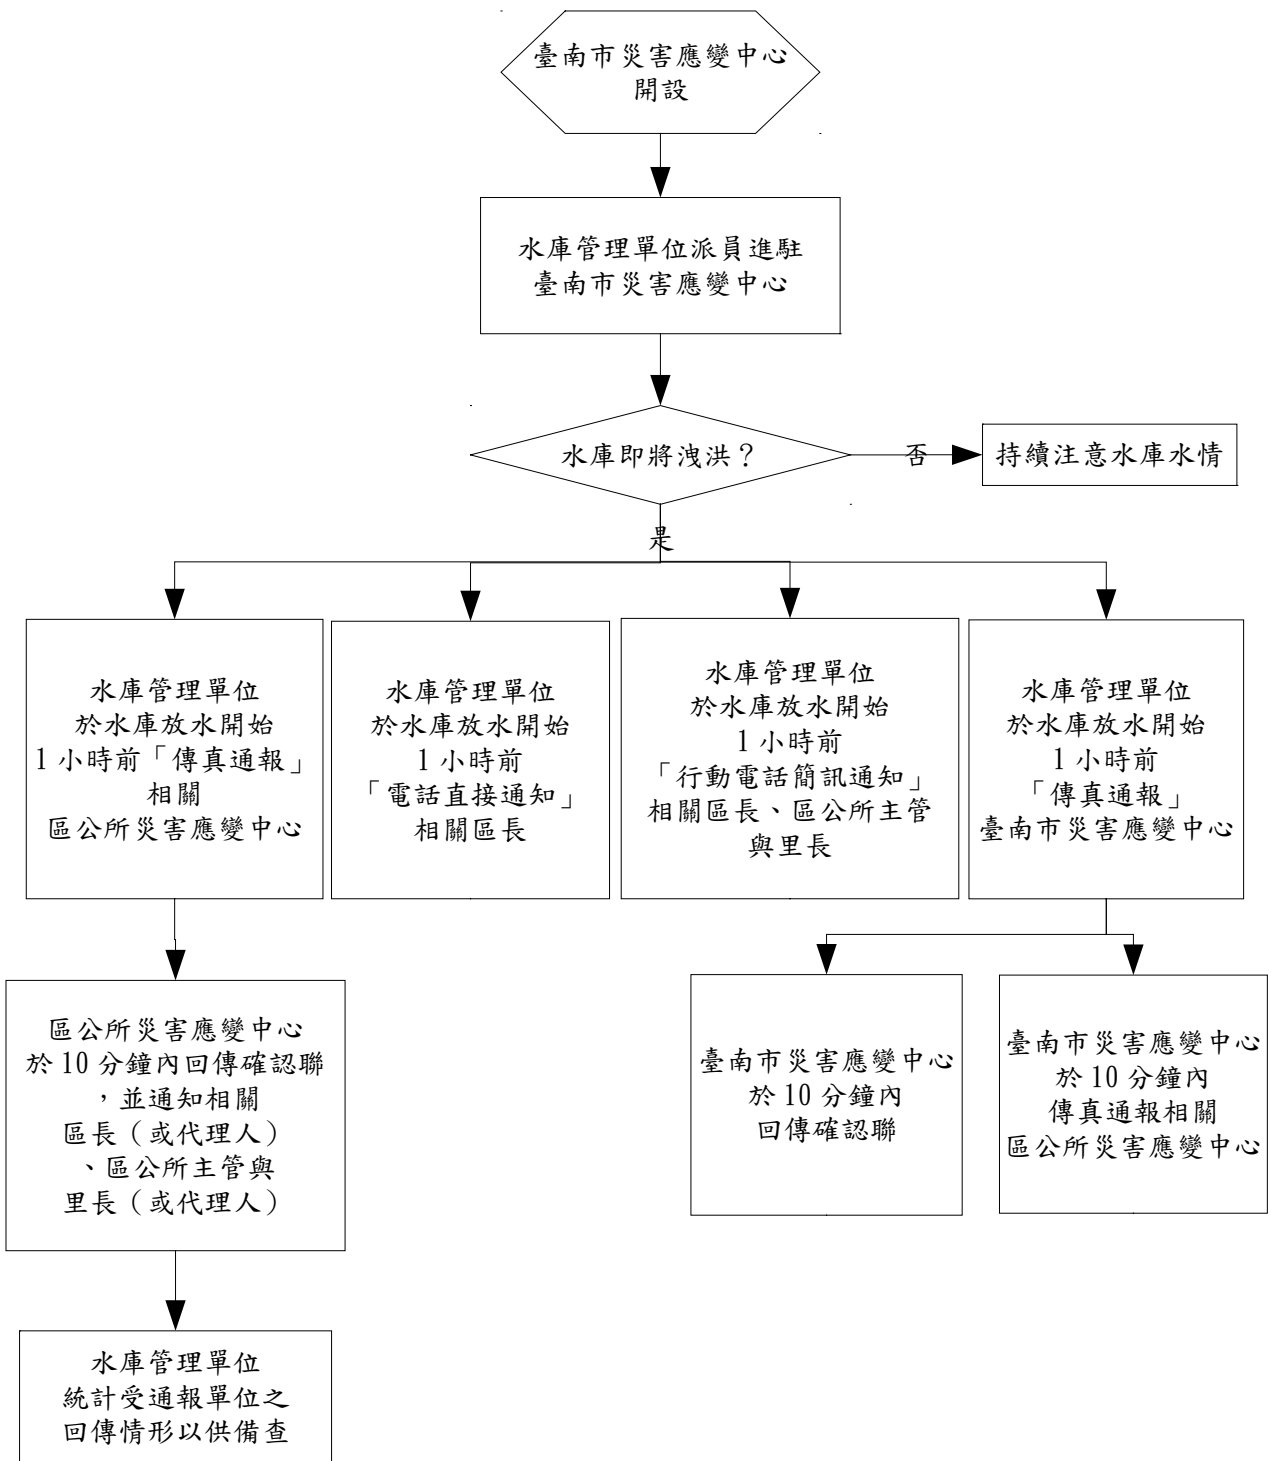 臺南市災害應變中心
開設
水庫管理單位派員進駐
臺南市災害應變中心
水庫即將洩洪？
否
持續注意水庫水情
是
水庫管理單位
於水庫放水開始
1小時前「傳真通報」
相關
區公所災害應變中心
水庫管理單位
於水庫放水開始
1小時前
「電話直接通知」
相關區長
水庫管理單位
於水庫放水開始
1小時前
「行動電話簡訊通知」
相關區長、區公所主管
與里長
水庫管理單位
於水庫放水開始
1小時前
「傳真通報」
臺南市災害應變中心
區公所災害應變中心
於10分鐘內回傳確認聯
，並通知相關
區長（或代理人）
、區公所主管與
里長（或代理人）
臺南市災害應變中心
於10分鐘內
回傳確認聯
臺南市災害應變中心
於10分鐘內
傳真通報相關
區公所災害應變中心
水庫管理單位
統計受通報單位之
回傳情形以供備查